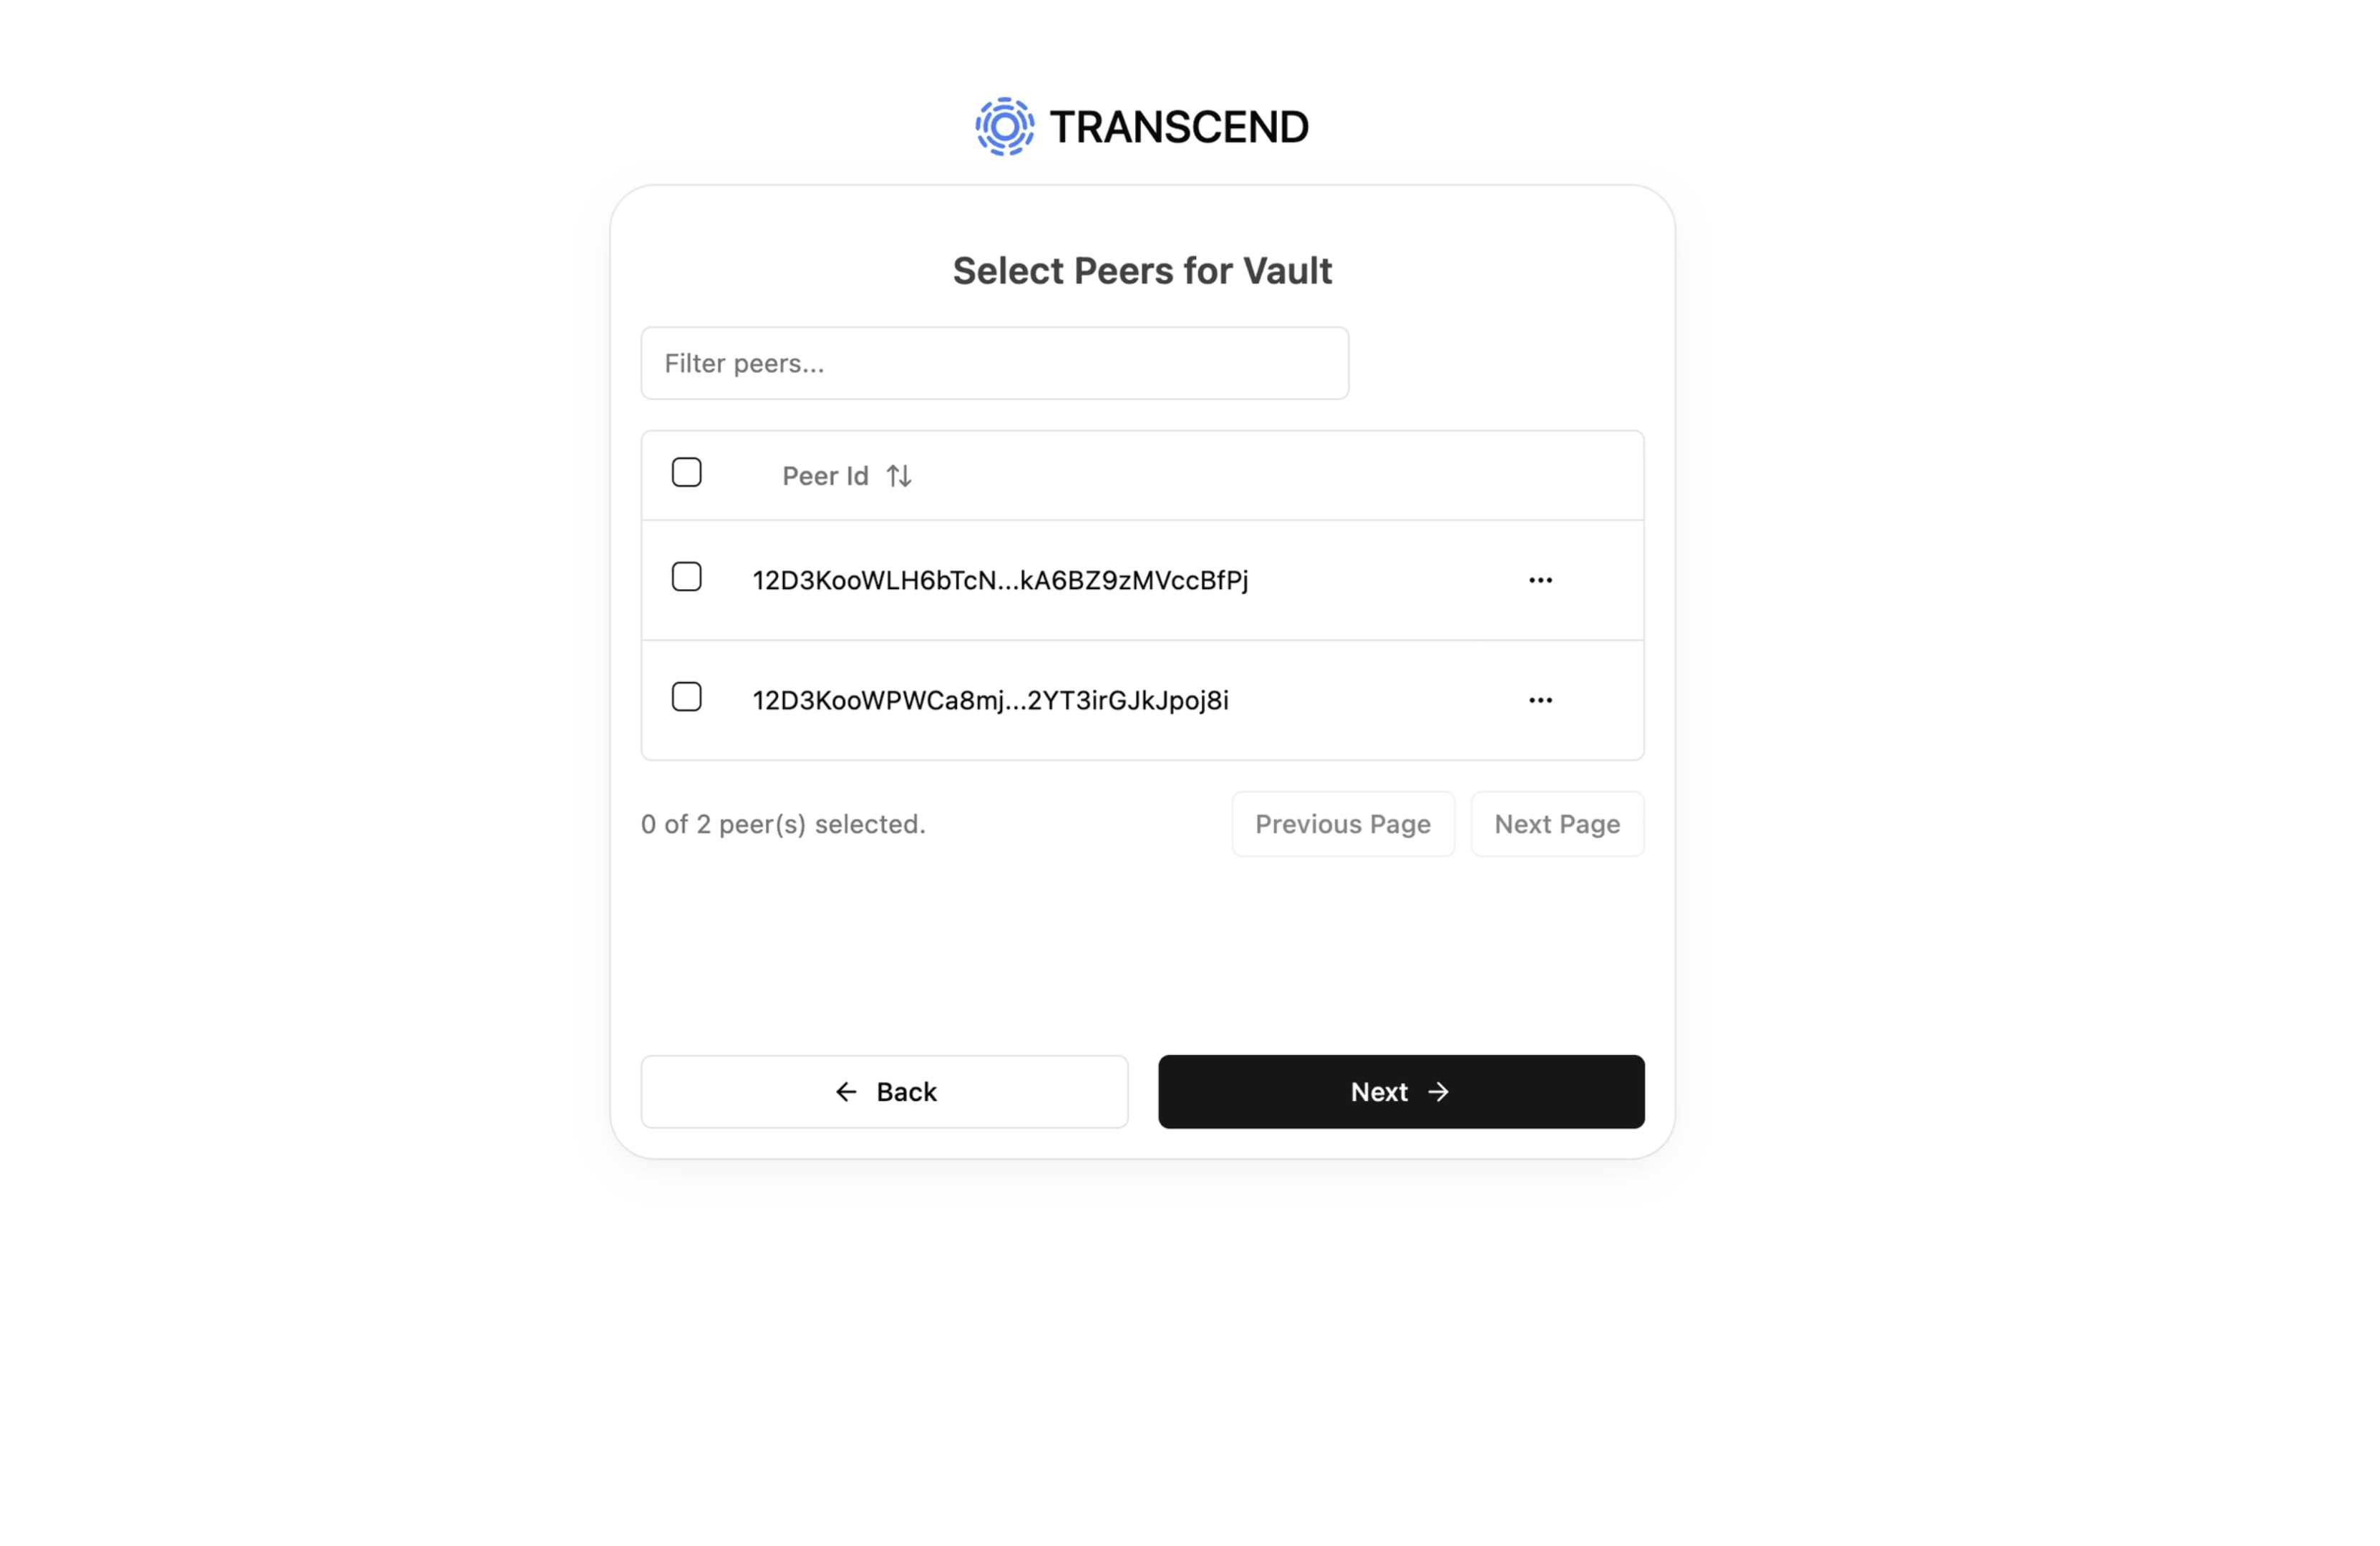 TRANSCEND
Select Peers for Vault
Filter peers...
Peer Id
12D3KooWLH6bTcN...kA6BZ9zMVccBfPj
12D3KooWPWCa8mj...2YT3irGJkJpoj8i
0 of 2 peer(s) selected. Previous Page Next Page
Back Next